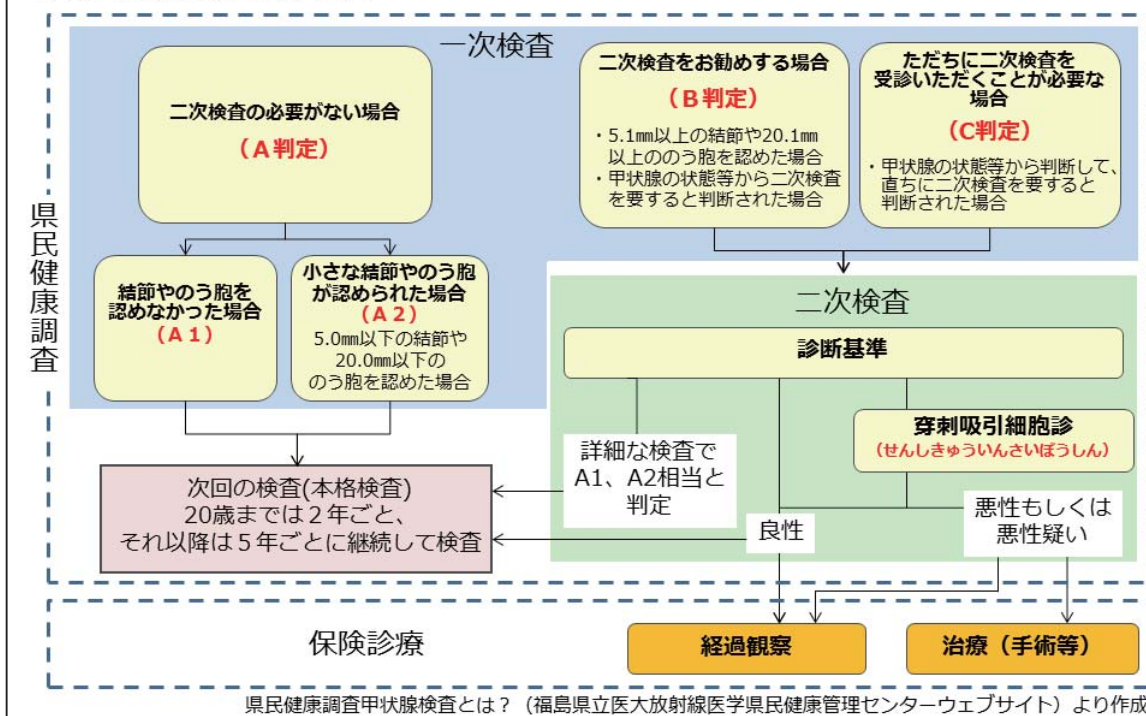 県民健康調査
一次検査
二次検査の必要がない場合
（A判定）
二次検査をお勧めする場合
（B判定）
・5.1㎜以上の結節や20.1㎜
以上ののう胞を認めた場合
・甲状腺の状態等から二次検査
を要すると判断された場合
ただちに二次検査を
受診いただくことが必要な
場合
（C判定）
・甲状腺の状態等から判断して、
直ちに二次検査を要すると
判断された場合
結節やのう胞を
認めなかった場合
（A１）
小さな結節やのう胞
が認められた場合
（A２）
5.0㎜以下の結節や
20.0㎜以下の
のう胞を認めた場合
二次検査
診断基準
穿刺吸引細胞診
（せんしきゅういんさいぼうしん）
詳細な検査で
A1、A2相当と
判定
次回の検査(本格検査)
20歳までは２年ごと、
それ以降は５年ごとに継続して検査
良性
悪性もしくは
悪性疑い
保険診療
経過観察
治療（手術等）
県民健康調査甲状腺検査とは？（福島県立医大放射線医学県民健康管理センターウェブサイト）より作成